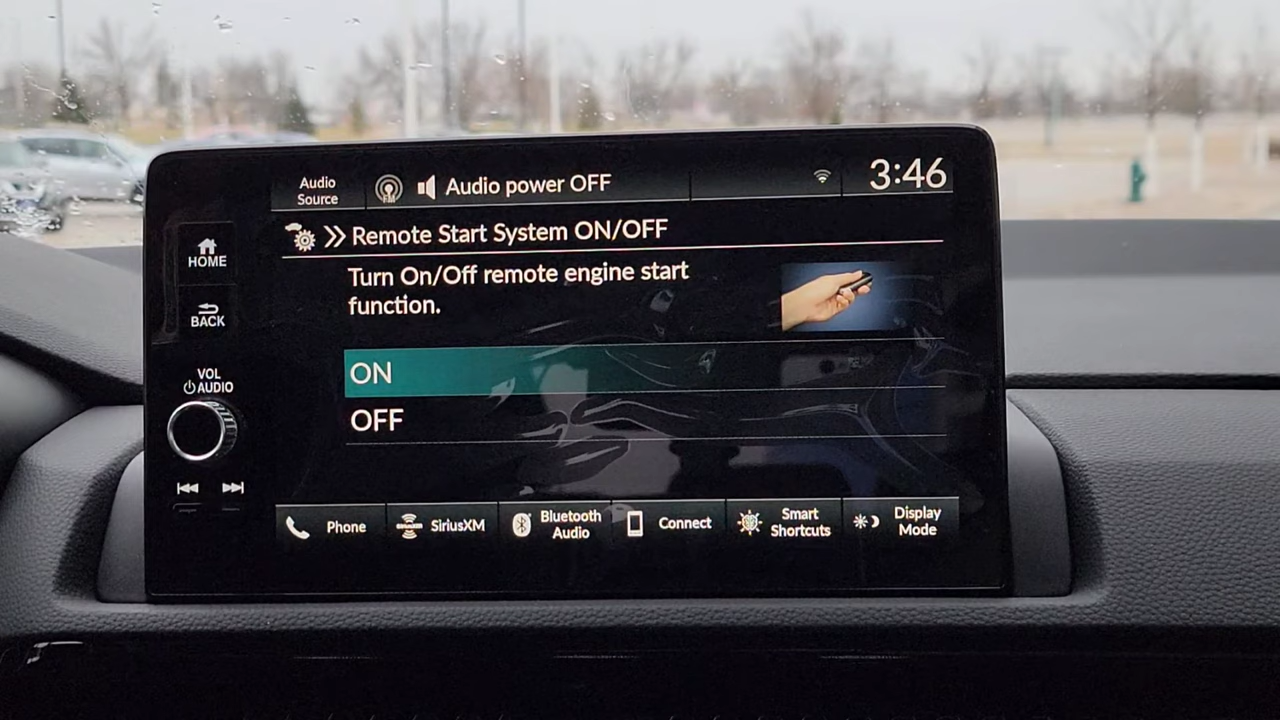 Audio
Source
FM
Audio power OFF
3:46
HOME
Remote Start System ON/OFF
Turn On/Off remote engine start
function.
BACK
VOL
AUDIO
ON
OFF
Phone
SiriusXM
Bluetooth
Audio
Connect
Smart
Shortcuts
Display
Mode